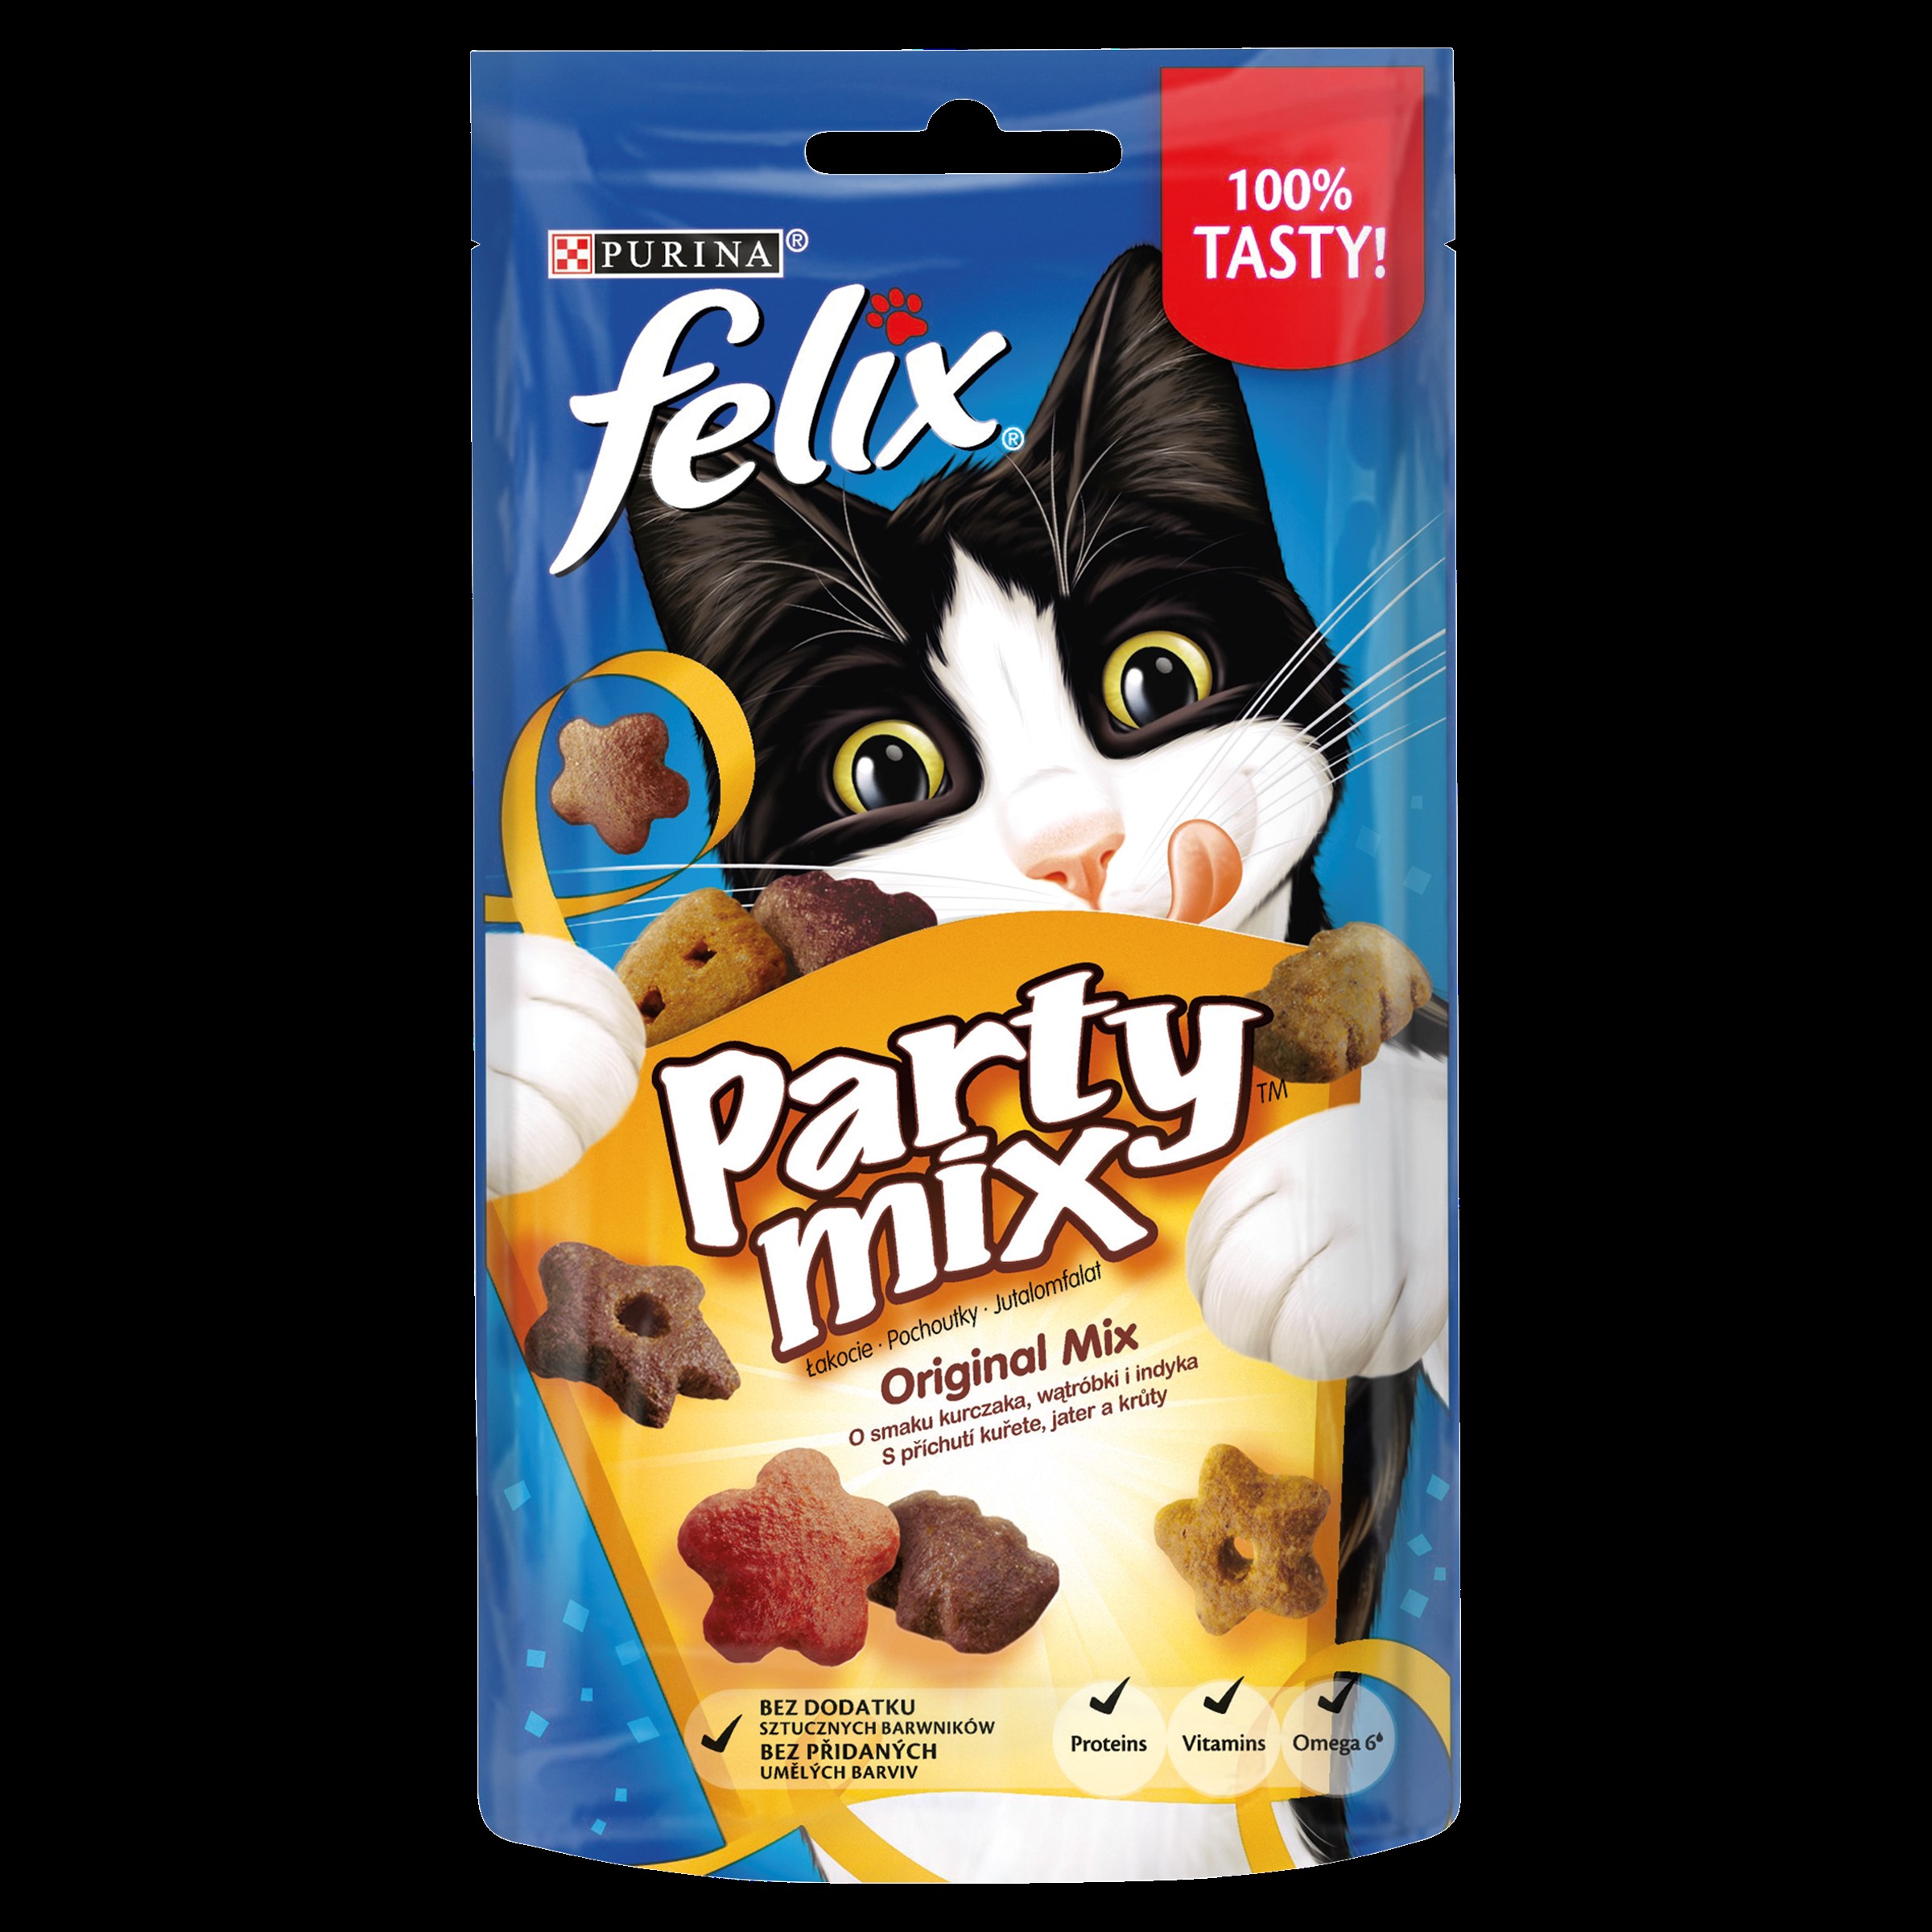 100%
TASTY!
PURINA®
felix®
Party
mix™
Łakocie · Pochoutky · Jutalomfalat
Original Mix
O smaku kurczaka, wątróbki i indyka
S příchutí kuřete, jater a krůty
BEZ DODATKU
SZTUCZNYCH BARWNIKÓW
BEZ PŘIDANÝCH
UMĚLÝCH BARVIV
Proteins
Vitamins
Omega 6